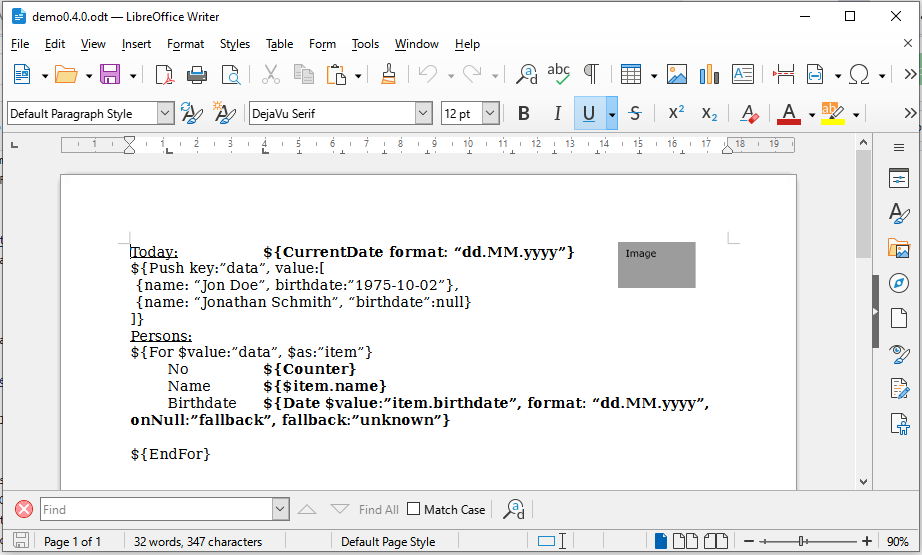 demo0.4.0.odt — LibreOffice Writer
File Edit View Insert Format Styles Table Form Tools Window Help
Default Paragraph Style DejaVu Serif 12 pt B I U S X² X₂ A
1 1 2 3 4 5 6 7 8 9 10 11 12 13 14 15 16 17 18 19
Today: ${CurrentDate format: “dd.MM.yyyy”}
Image
${Push key:”data”, value:[
{name: “Jon Doe”, birthdate:”1975-10-02”},
{name: “Jonathan Schmith”, “birthdate”:null}
]}
Persons:
${For $value:”data”, $as:”item”}
No ${Counter}
Name ${$item.name}
Birthdate ${Date $value:”item.birthdate”, format: “dd.MM.yyyy”,
onNull:”fallback”, fallback:”unknown”}
${EndFor}
Find Find All Match Case
Page 1 of 1 32 words, 347 characters Default Page Style 90%